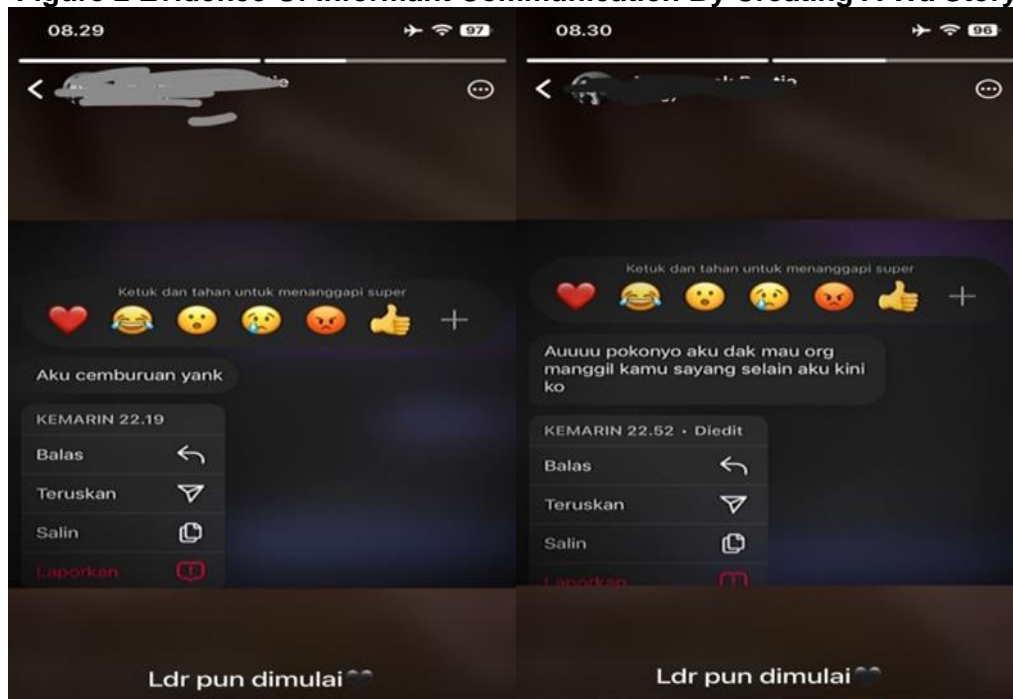 Figure 2 Evidence Of Informant Communication By Creating A Wa Story
08.29
97
Ketuk dan tahan untuk menanggapi super
Aku cemburuan yank
KEMARIN 22.19
Balas
Teruskan
Salin
Laporkan
Ldr pun dimulai🖤
08.30
96
Ketuk dan tahan untuk menanggapi super
Auuuu pokonyo aku dak mau org
manggil kamu sayang selain aku kini
ko
KEMARIN 22.52 • Diedit
Balas
Teruskan
Salin
Laporkan
Ldr pun dimulai🖤